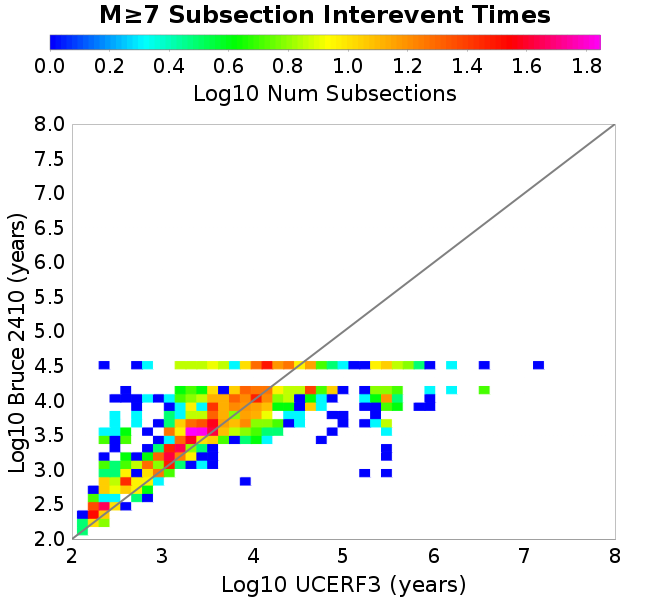 M≥7 Subsection Interevent Times
0.0 0.2 0.4 0.6 0.8 1.0 1.2 1.4 1.6 1.8
Log10 Num Subsections
8.0
7.5
7.0
6.5
6.0
5.5
5.0
4.5
4.0
3.5
3.0
2.5
2.0
Log10 Bruce 2410 (years)
2 3 4 5 6 7 8
Log10 UCERF3 (years)